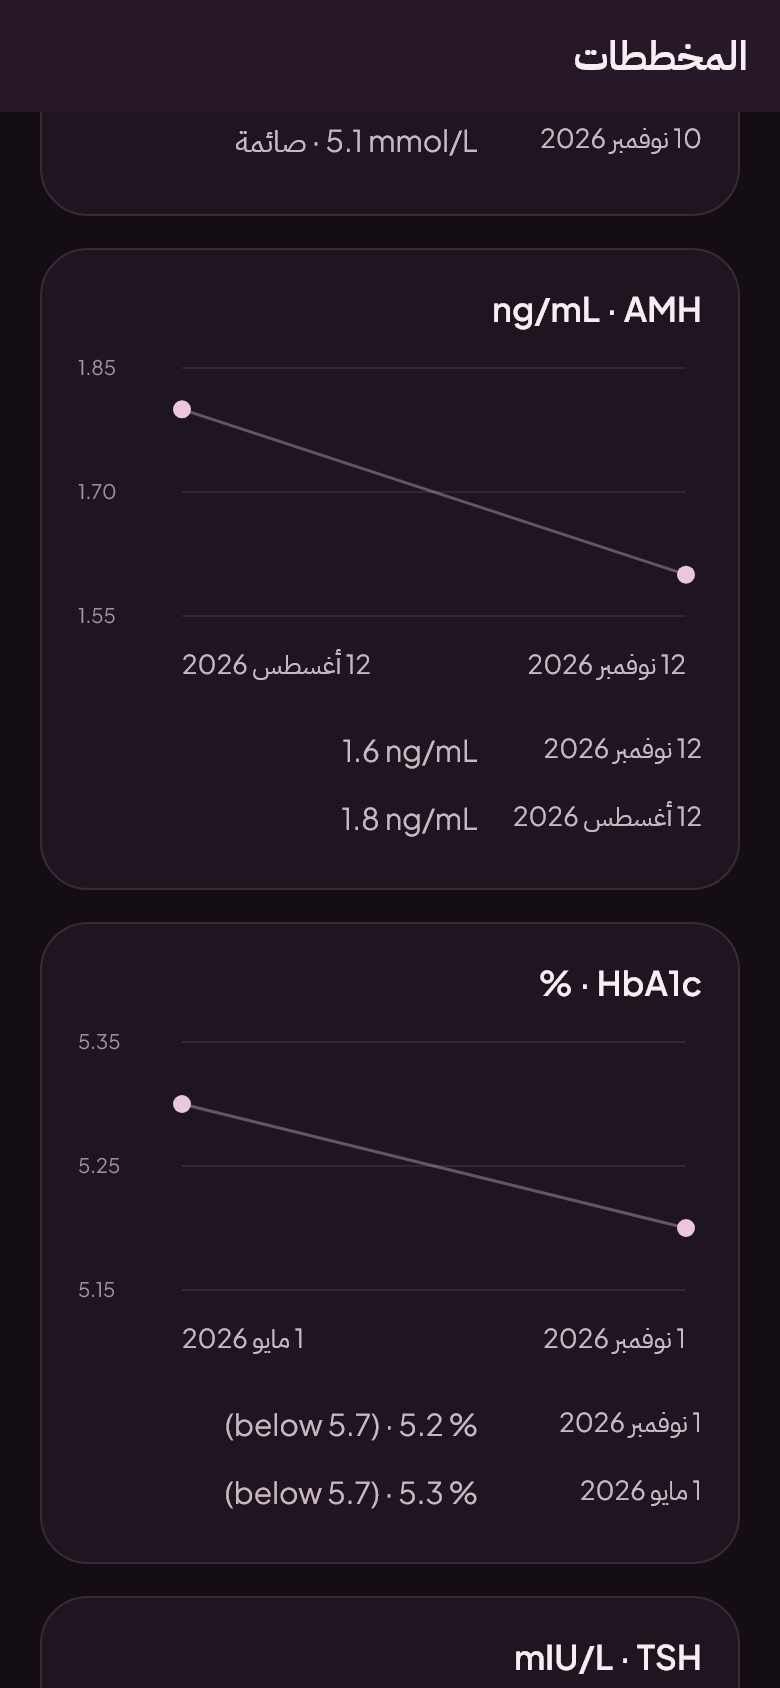 المخططات
10 نوفمبر 2026 5.1 mmol/L · صائمة
ng/mL · AMH
1.85
1.70
1.55
12 أغسطس 2026 12 نوفمبر 2026
12 نوفمبر 2026 1.6 ng/mL
12 أغسطس 2026 1.8 ng/mL
% · HbA1c
5.35
5.25
5.15
1 مايو 2026 1 نوفمبر 2026
1 نوفمبر 2026 (below 5.7) · 5.2 %
1 مايو 2026 (below 5.7) · 5.3 %
mIU/L · TSH